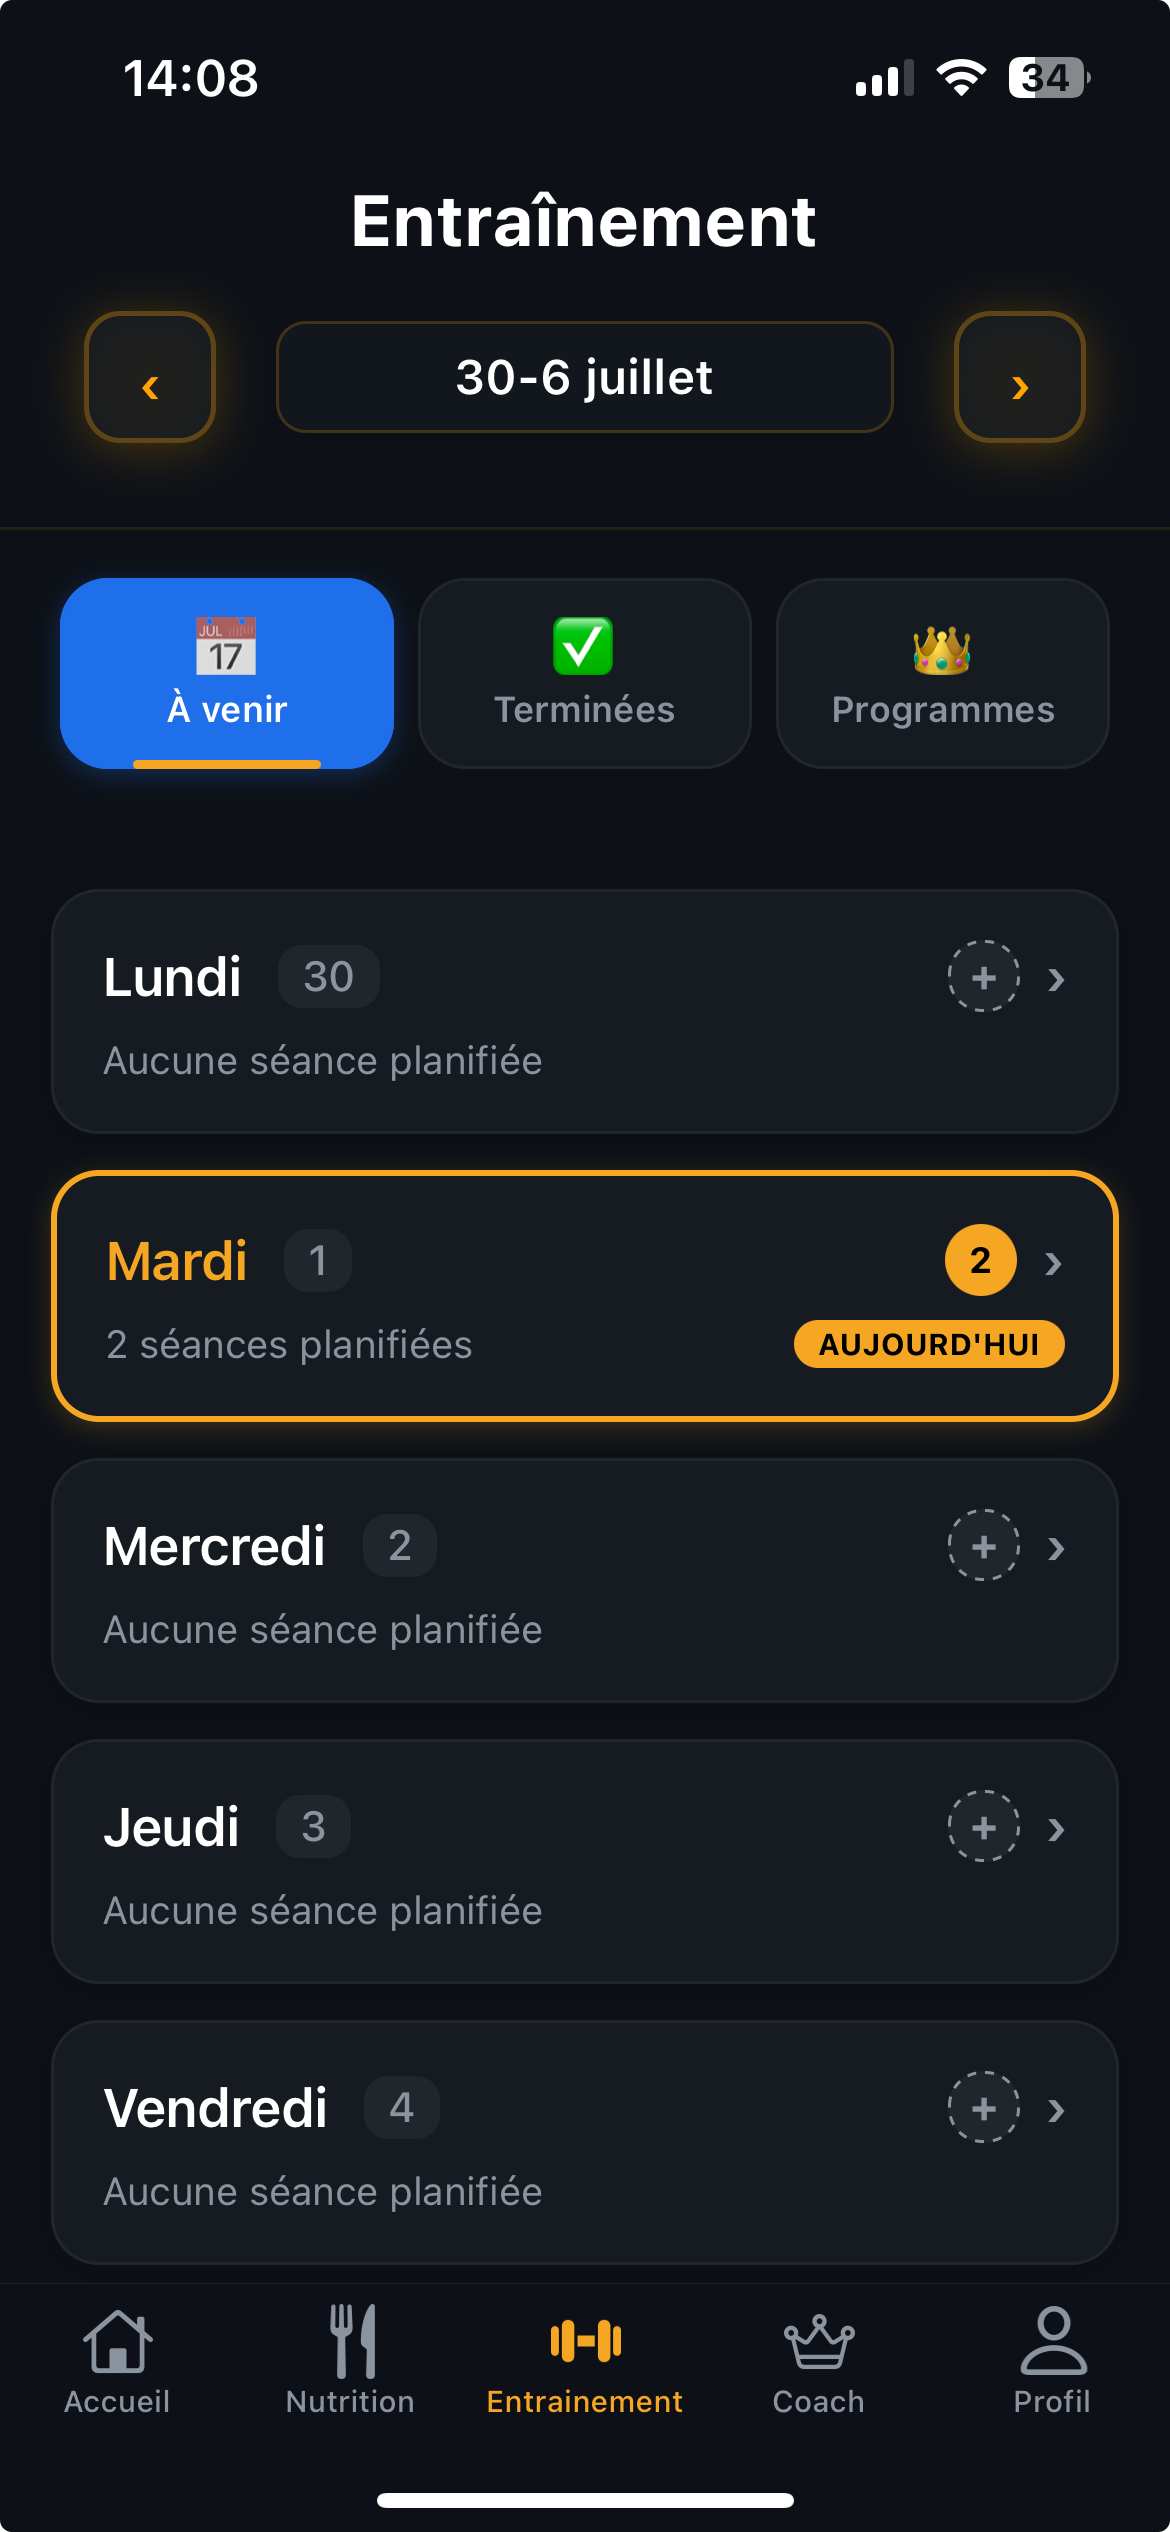 14:08
34
Entraînement
‹
30-6 juillet
›
JUL
17
À venir
Terminées
Programmes
Lundi 30
+ ›
Aucune séance planifiée
Mardi 1
2 ›
2 séances planifiées
AUJOURD'HUI
Mercredi 2
+ ›
Aucune séance planifiée
Jeudi 3
+ ›
Aucune séance planifiée
Vendredi 4
+ ›
Aucune séance planifiée
Accueil
Nutrition
Entrainement
Coach
Profil